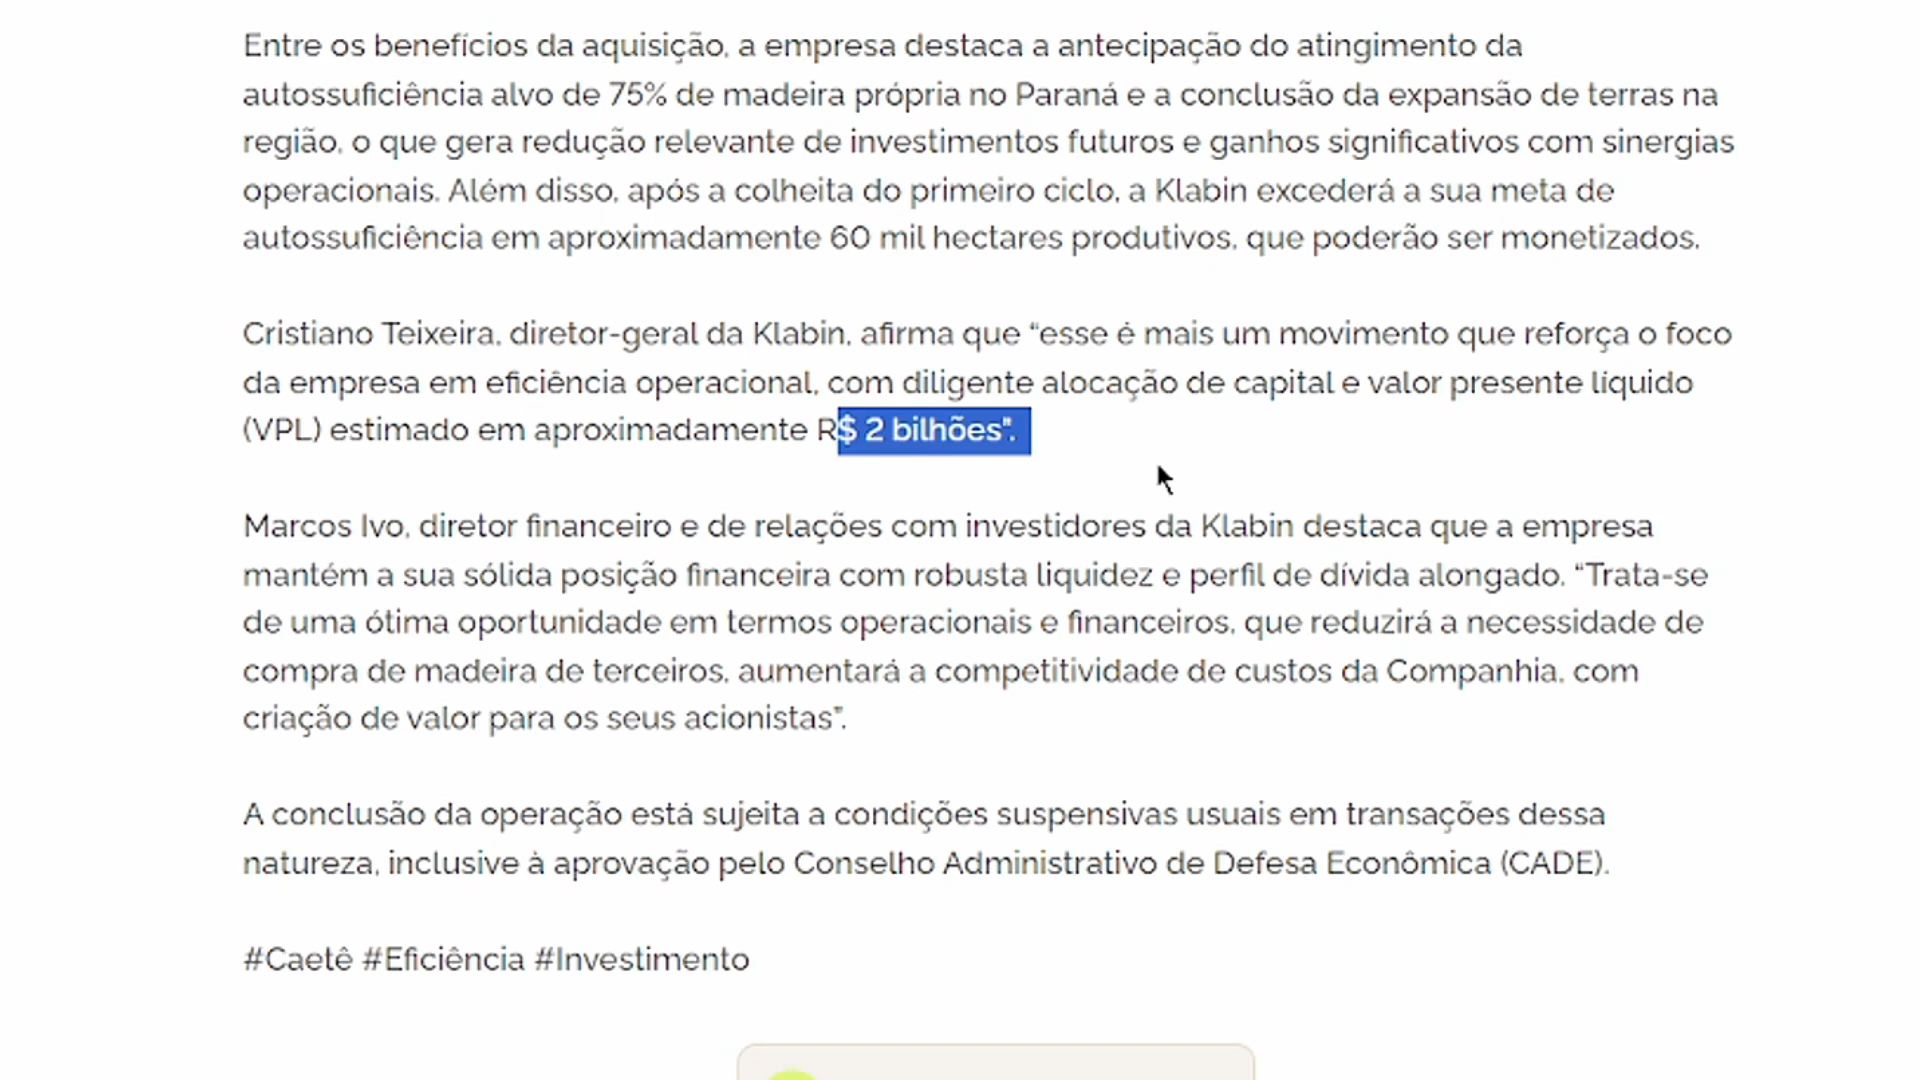 Entre os benefícios da aquisição, a empresa destaca a antecipação do atingimento da
autossuficiência alvo de 75% de madeira própria no Paraná e a conclusão da expansão de terras na
região, o que gera redução relevante de investimentos futuros e ganhos significativos com sinergias
operacionais. Além disso, após a colheita do primeiro ciclo, a Klabin excederá a sua meta de
autossuficiência em aproximadamente 60 mil hectares produtivos, que poderão ser monetizados.
Cristiano Teixeira, diretor-geral da Klabin, afirma que “esse é mais um movimento que reforça o foco
da empresa em eficiência operacional, com diligente alocação de capital e valor presente líquido
(VPL) estimado em aproximadamente R$ 2 bilhões”.
Marcos Ivo, diretor financeiro e de relações com investidores da Klabin destaca que a empresa
mantém a sua sólida posição financeira com robusta liquidez e perfil de dívida alongado. “Trata-se
de uma ótima oportunidade em termos operacionais e financeiros, que reduzirá a necessidade de
compra de madeira de terceiros, aumentará a competitividade de custos da Companhia, com
criação de valor para os seus acionistas”.
A conclusão da operação está sujeita a condições suspensivas usuais em transações dessa
natureza, inclusive à aprovação pelo Conselho Administrativo de Defesa Econômica (CADE).
#Caetê #Eficiência #Investimento